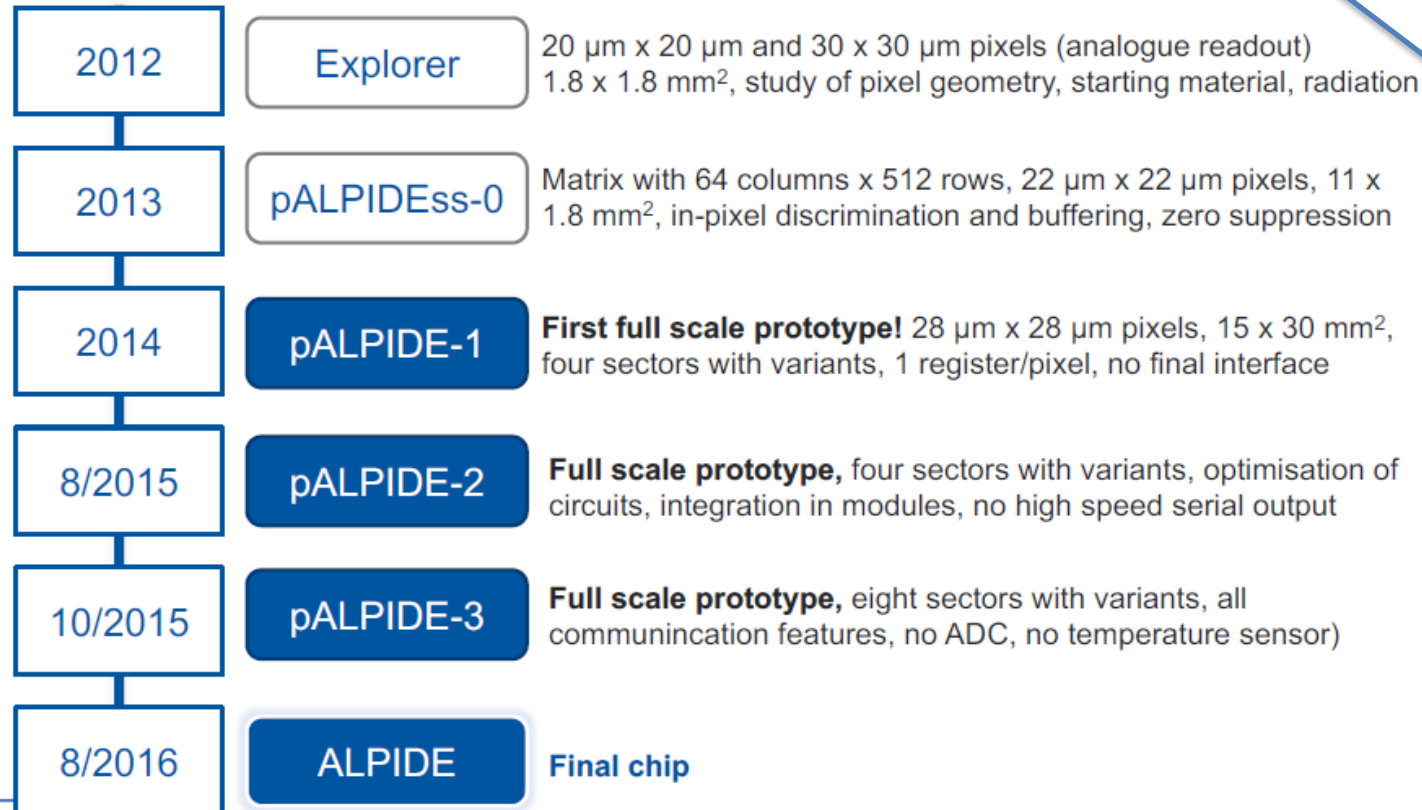 2012
Explorer
20 µm x 20 µm and 30 x 30 µm pixels (analogue readout)
1.8 x 1.8 mm², study of pixel geometry, starting material, radiation
2013
pALPIDEss-0
Matrix with 64 columns x 512 rows, 22 µm x 22 µm pixels, 11 x
1.8 mm², in-pixel discrimination and buffering, zero suppression
2014
pALPIDE-1
First full scale prototype! 28 µm x 28 µm pixels, 15 x 30 mm²,
four sectors with variants, 1 register/pixel, no final interface
8/2015
pALPIDE-2
Full scale prototype, four sectors with variants, optimisation of
circuits, integration in modules, no high speed serial output
10/2015
pALPIDE-3
Full scale prototype, eight sectors with variants, all
communincation features, no ADC, no temperature sensor)
8/2016
ALPIDE
Final chip